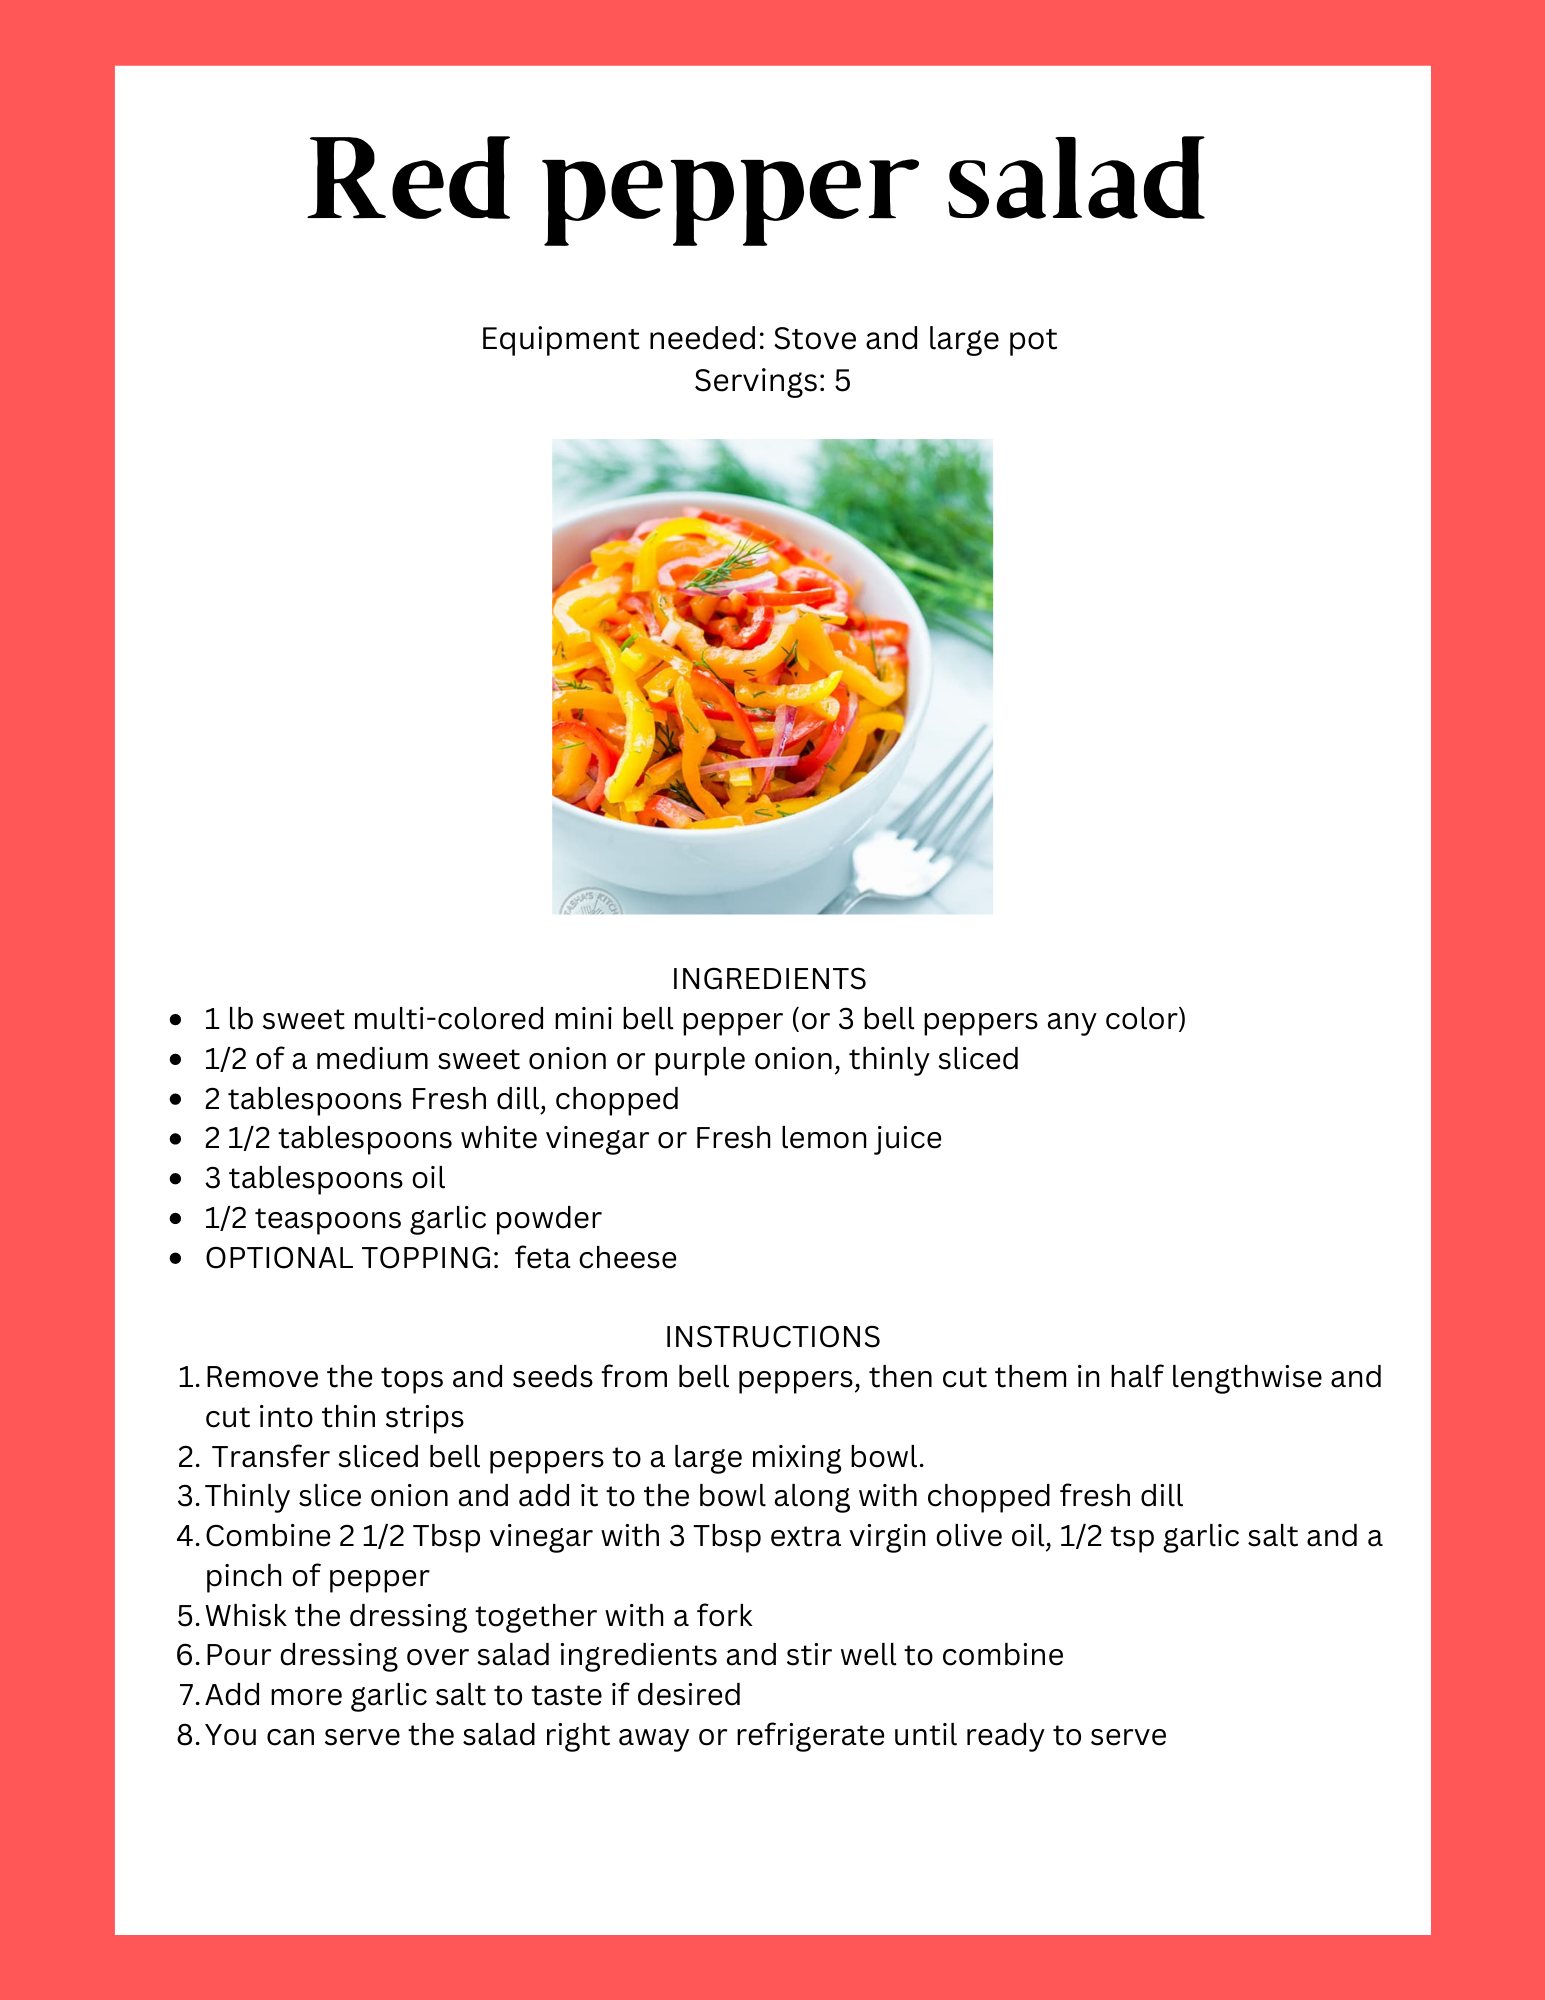 Red pepper salad
Equipment needed: Stove and large pot
Servings: 5
INGREDIENTS
• 1 lb sweet multi-colored mini bell pepper (or 3 bell peppers any color)
• 1/2 of a medium sweet onion or purple onion, thinly sliced
• 2 tablespoons Fresh dill, chopped
• 2 1/2 tablespoons white vinegar or Fresh lemon juice
• 3 tablespoons oil
• 1/2 teaspoons garlic powder
• OPTIONAL TOPPING:  feta cheese
INSTRUCTIONS
1. Remove the tops and seeds from bell peppers, then cut them in half lengthwise and
cut into thin strips
2. Transfer sliced bell peppers to a large mixing bowl.
3. Thinly slice onion and add it to the bowl along with chopped fresh dill
4. Combine 2 1/2 Tbsp vinegar with 3 Tbsp extra virgin olive oil, 1/2 tsp garlic salt and a
pinch of pepper
5. Whisk the dressing together with a fork
6. Pour dressing over salad ingredients and stir well to combine
7. Add more garlic salt to taste if desired
8. You can serve the salad right away or refrigerate until ready to serve